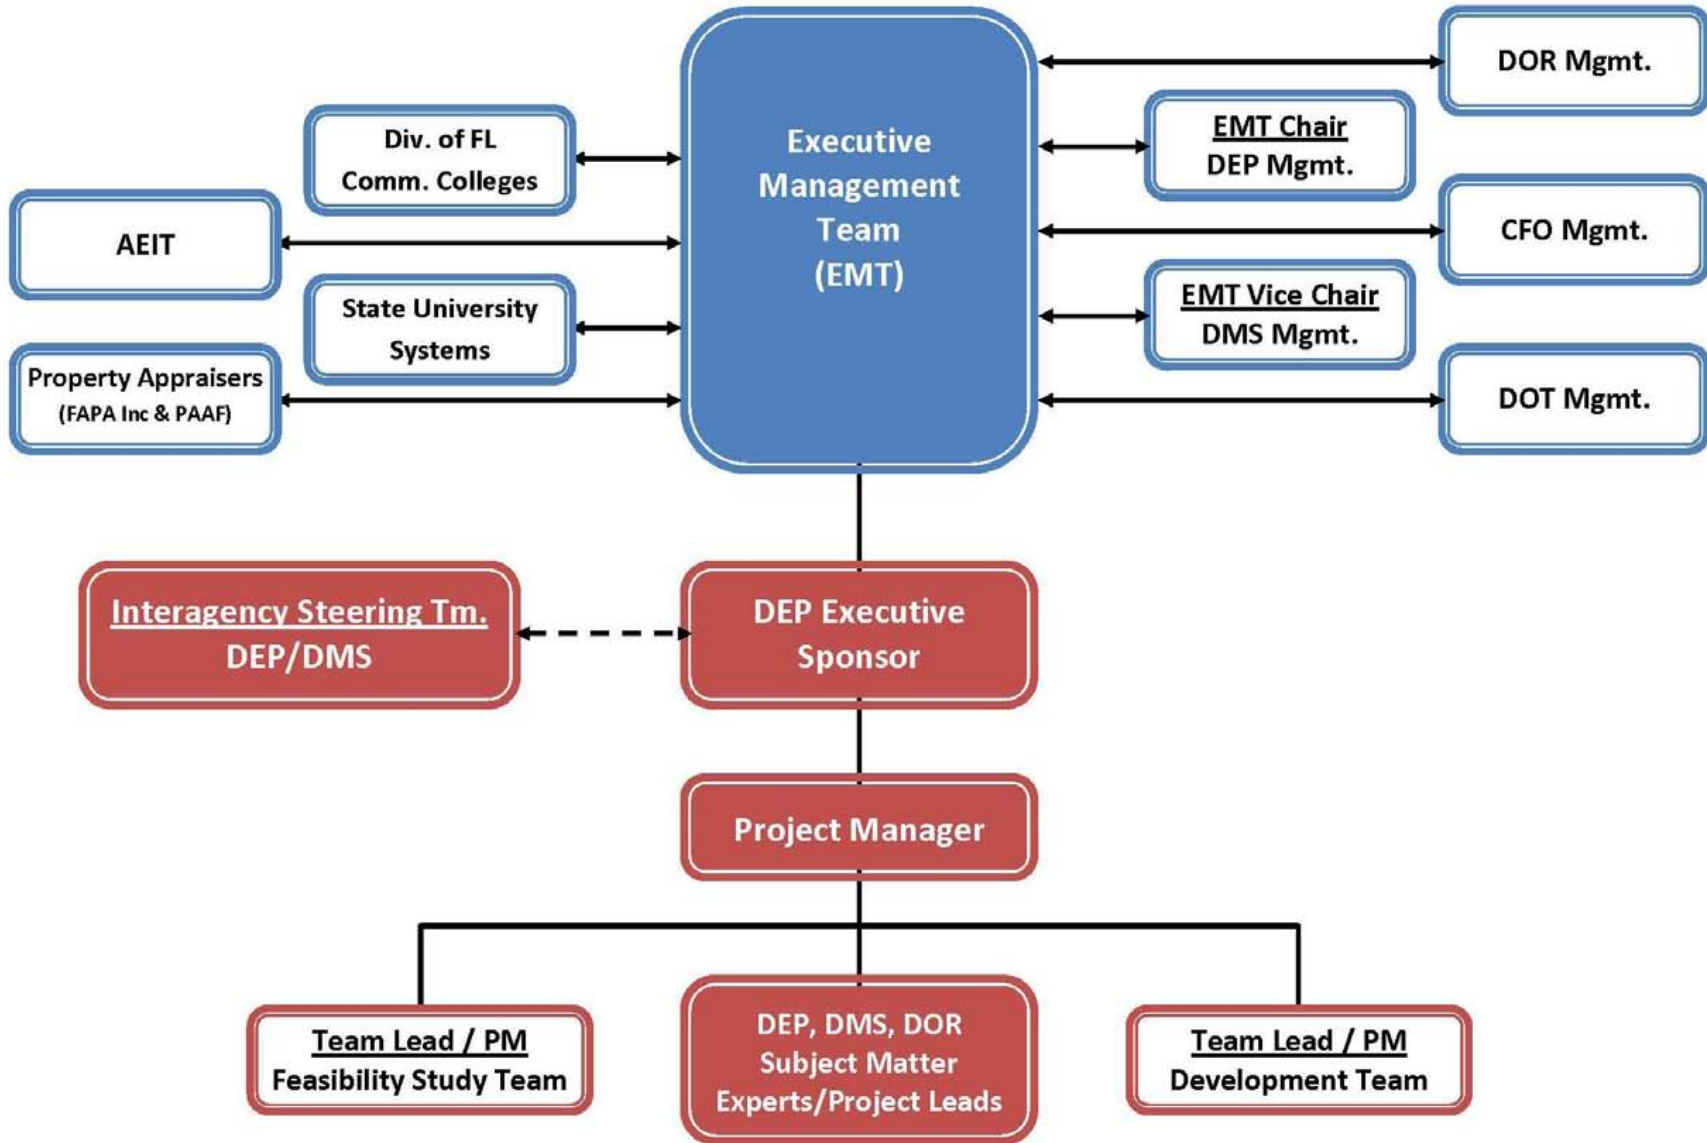 Executive
Management
Team
(EMT)
Div. of FL
Comm. Colleges
AEIT
State University
Systems
Property Appraisers
(FAPA Inc & PAAF)
DOR Mgmt.
EMT Chair
DEP Mgmt.
CFO Mgmt.
EMT Vice Chair
DMS Mgmt.
DOT Mgmt.
Interagency Steering Tm.
DEP/DMS
DEP Executive
Sponsor
Project Manager
Team Lead / PM
Feasibility Study Team
DEP, DMS, DOR
Subject Matter
Experts/Project Leads
Team Lead / PM
Development Team